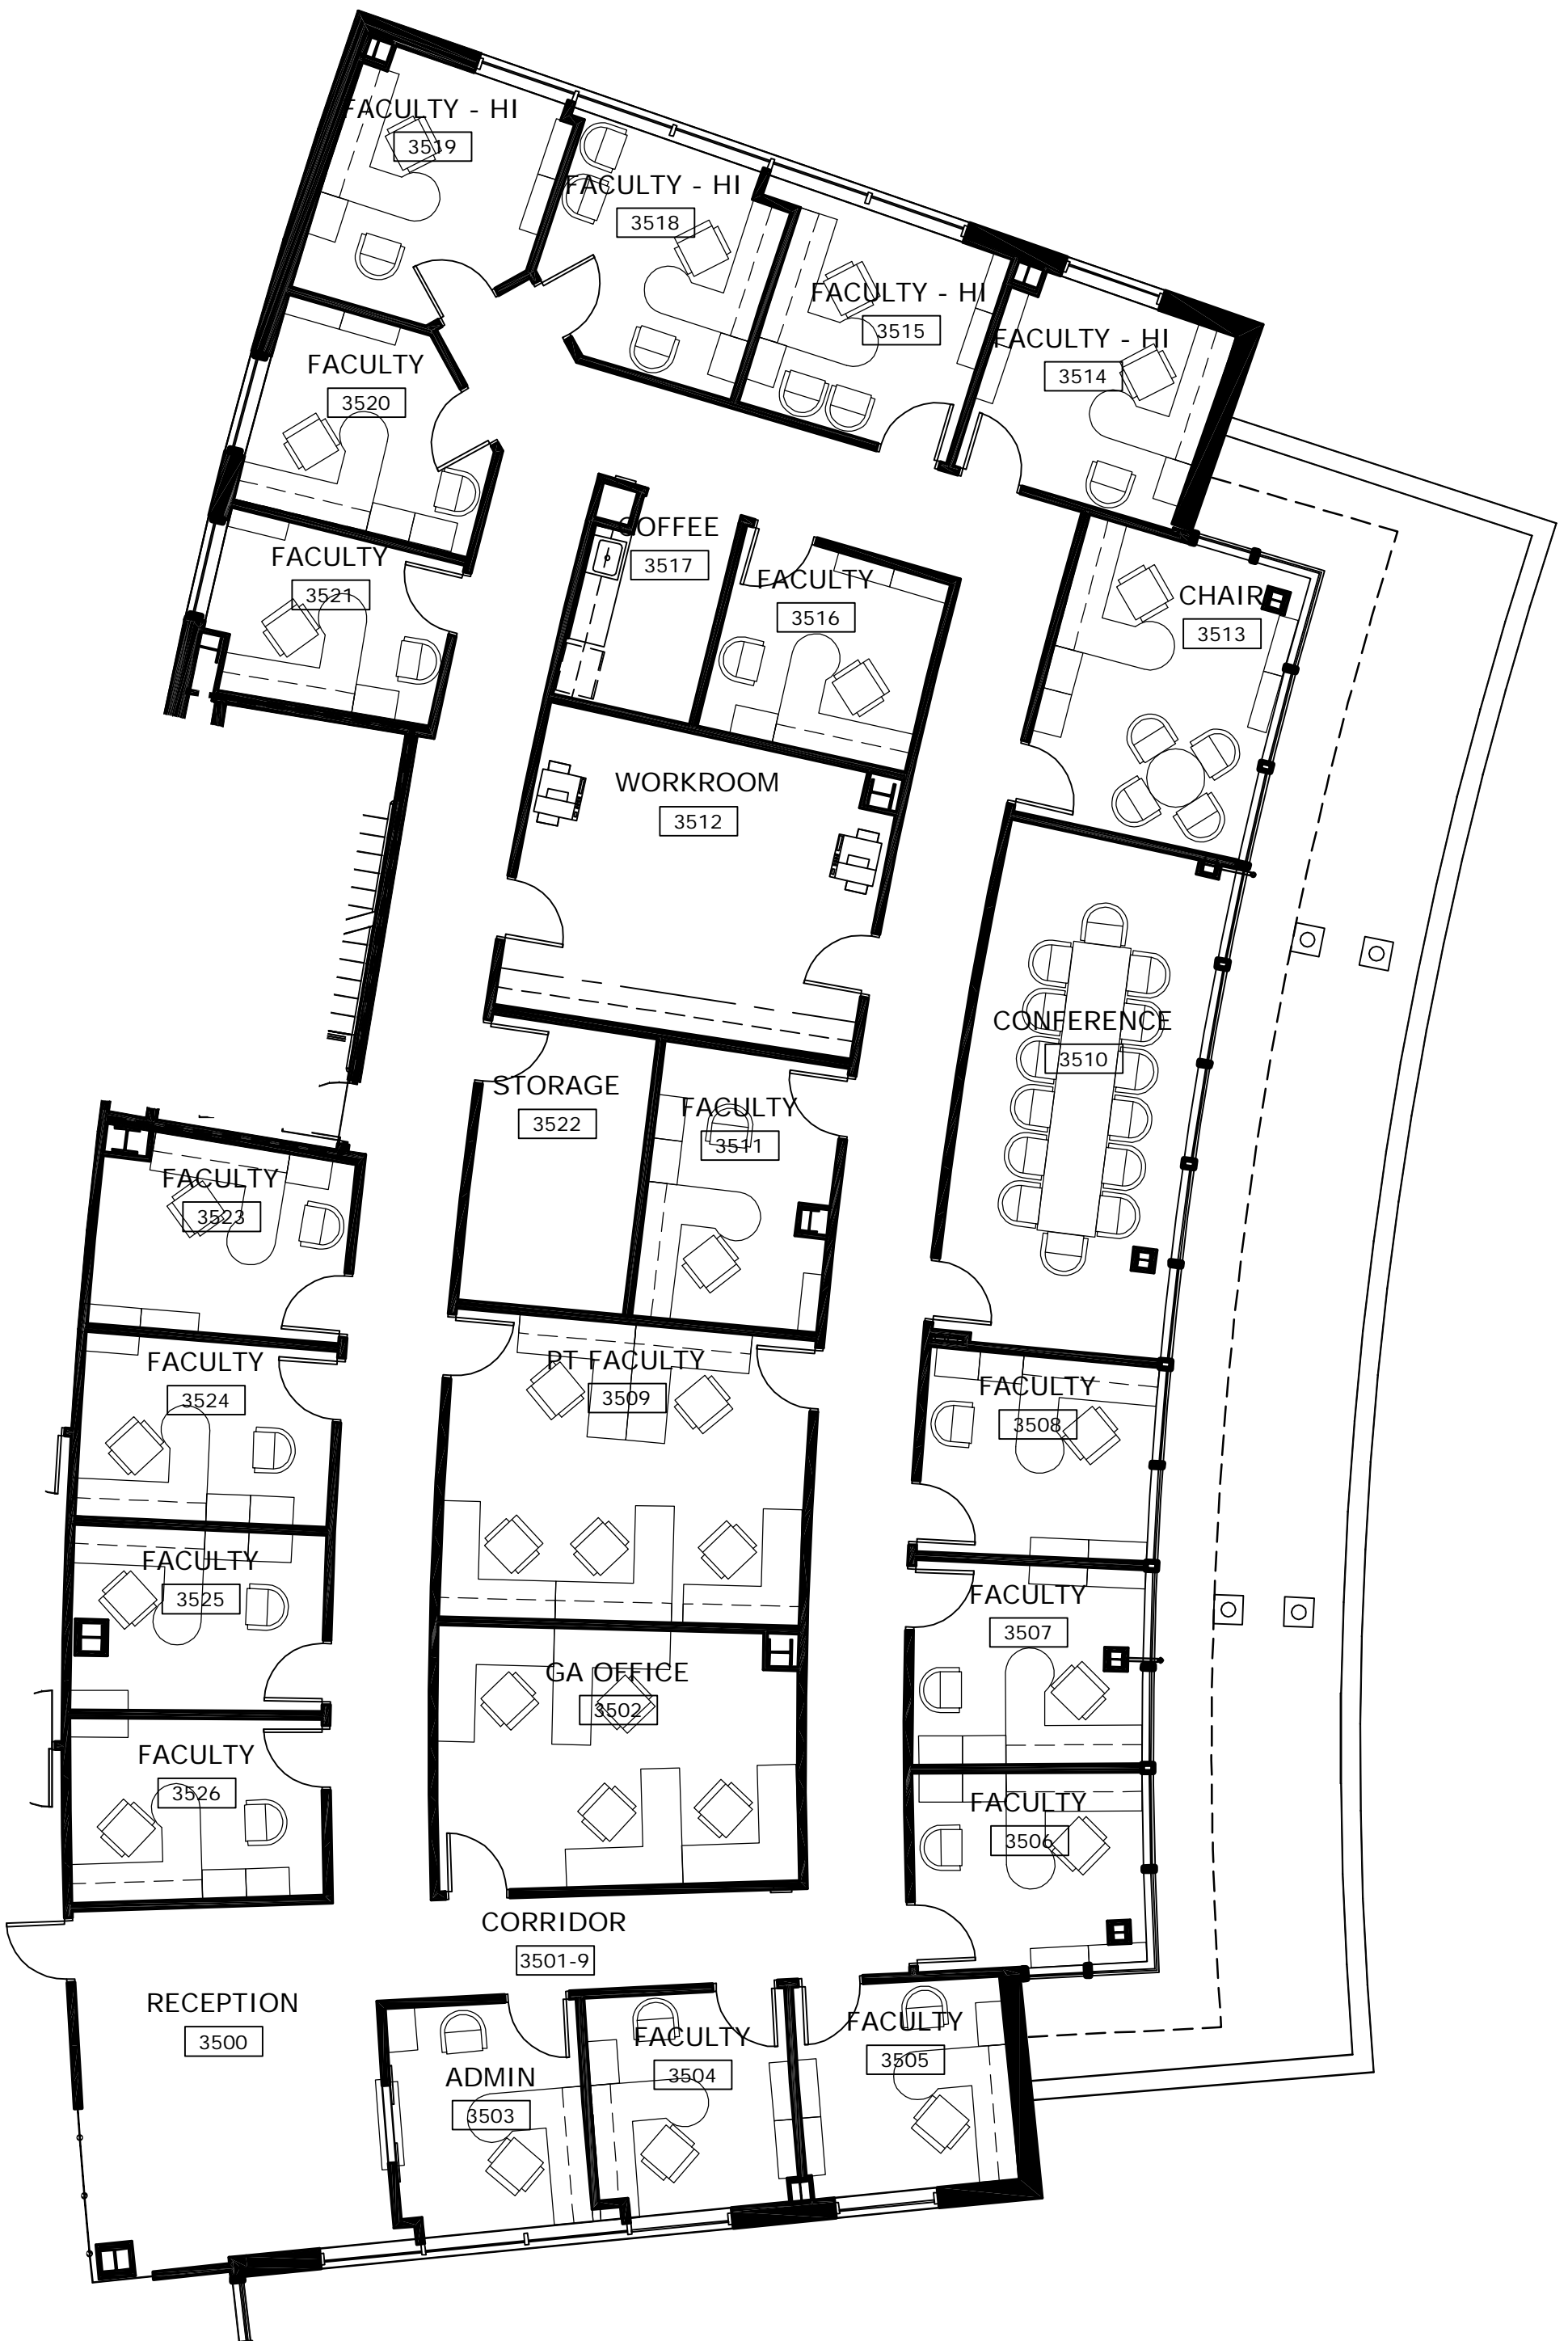 FACULTY - HI
3519
FACULTY - HI
3518
FACULTY - HI
3515
FACULTY - HI
3514
FACULTY
3520
COFFEE
3517
FACULTY
3521
FACULTY
3516
CHAIR
3513
WORKROOM
3512
CONFERENCE
3510
STORAGE
3522
FACULTY
3511
FACULTY
3523
FACULTY
3524
PT FACULTY
3509
FACULTY
3508
FACULTY
3525
FACULTY
3507
GA OFFICE
3502
FACULTY
3526
FACULTY
3506
CORRIDOR
3501-9
RECEPTION
3500
ADMIN
3503
FACULTY
3504
FACULTY
3505